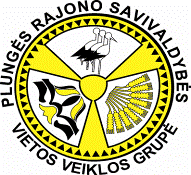 PLUNGĖS RAJONO SAVIVALDYBĖS
VIETOS VEIKLOS GRUPĖ